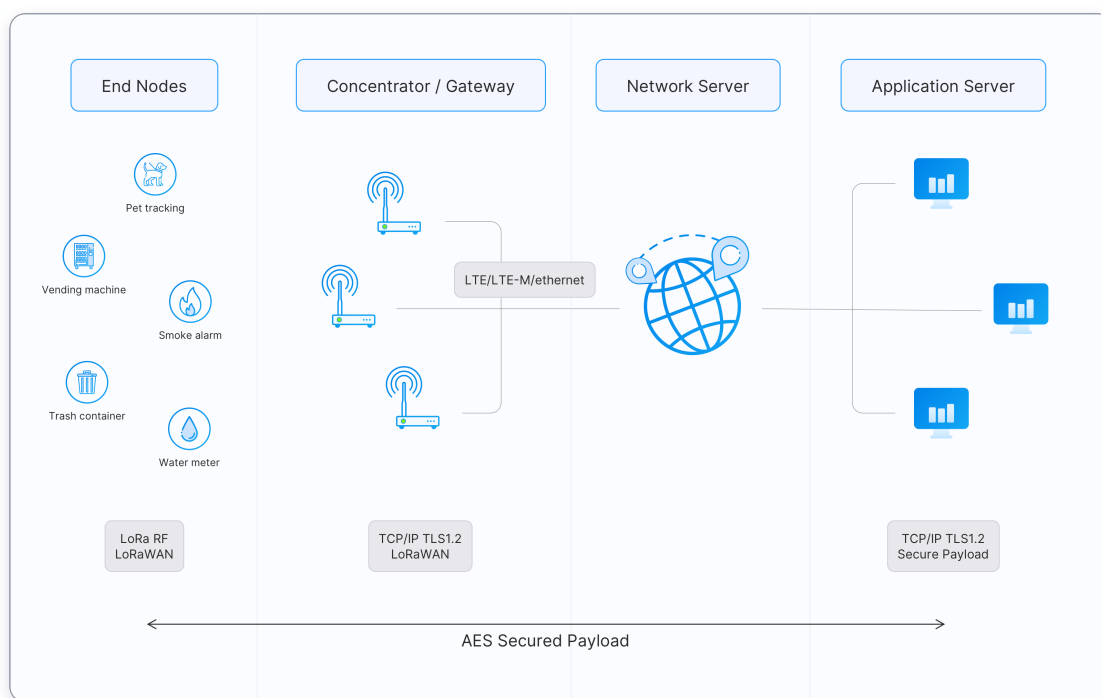 End Nodes
Concentrator / Gateway
Network Server
Application Server
Pet tracking
Vending machine
Smoke alarm
Trash container
Water meter
LTE/LTE-M/ethernet
LoRa RF
LoRaWAN
TCP/IP TLS1.2
LoRaWAN
TCP/IP TLS1.2
Secure Payload
AES Secured Payload